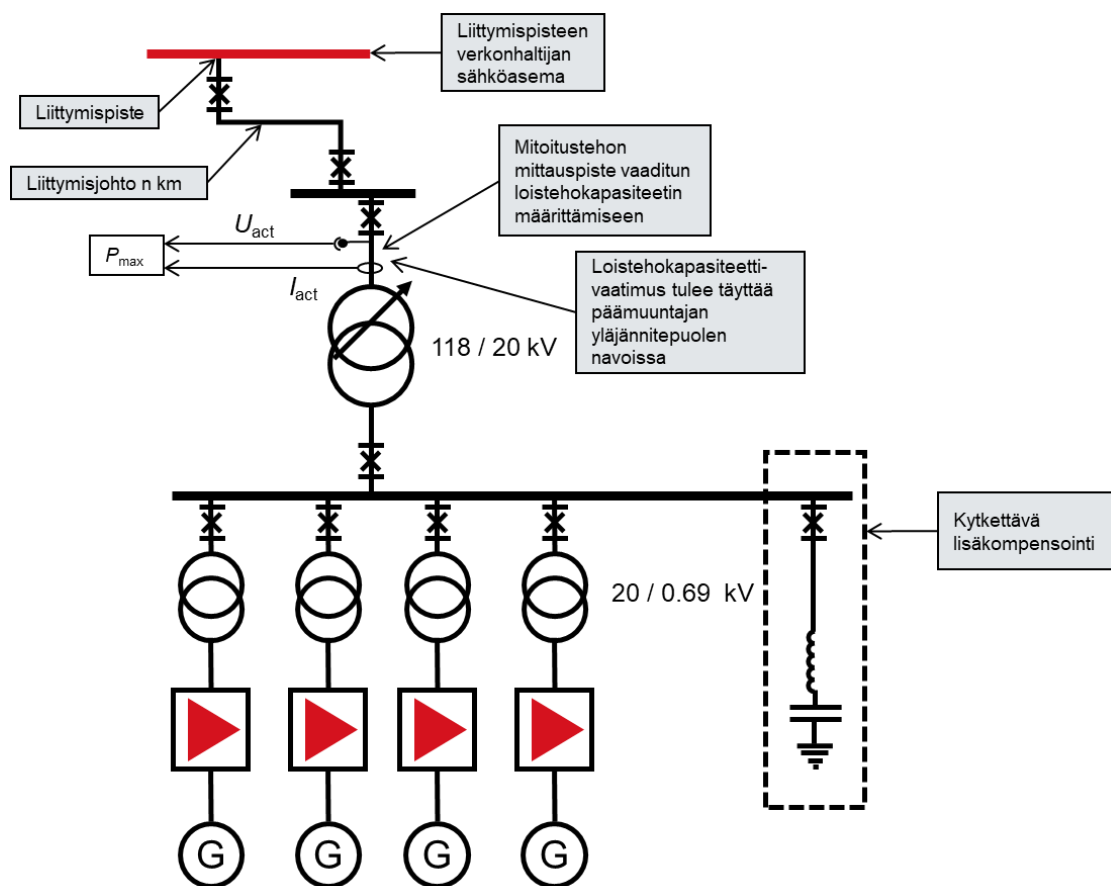 Liittymispisteen
verkonhaltijan
sähköasema
Liittymispiste
Liittymisjohto n km
Mitoitustehon
mittauspiste vaaditun
loistehokapasiteetin
määrittämiseen
Uact
Pmax
Iact
Loistehokapasiteetti-
vaatimus tulee täyttää
päämuuntajan
yläjännitepuolen
navoissa
118 / 20 kV
Kytkettävä
lisäkompensointi
20 / 0.69 kV
G
G
G
G